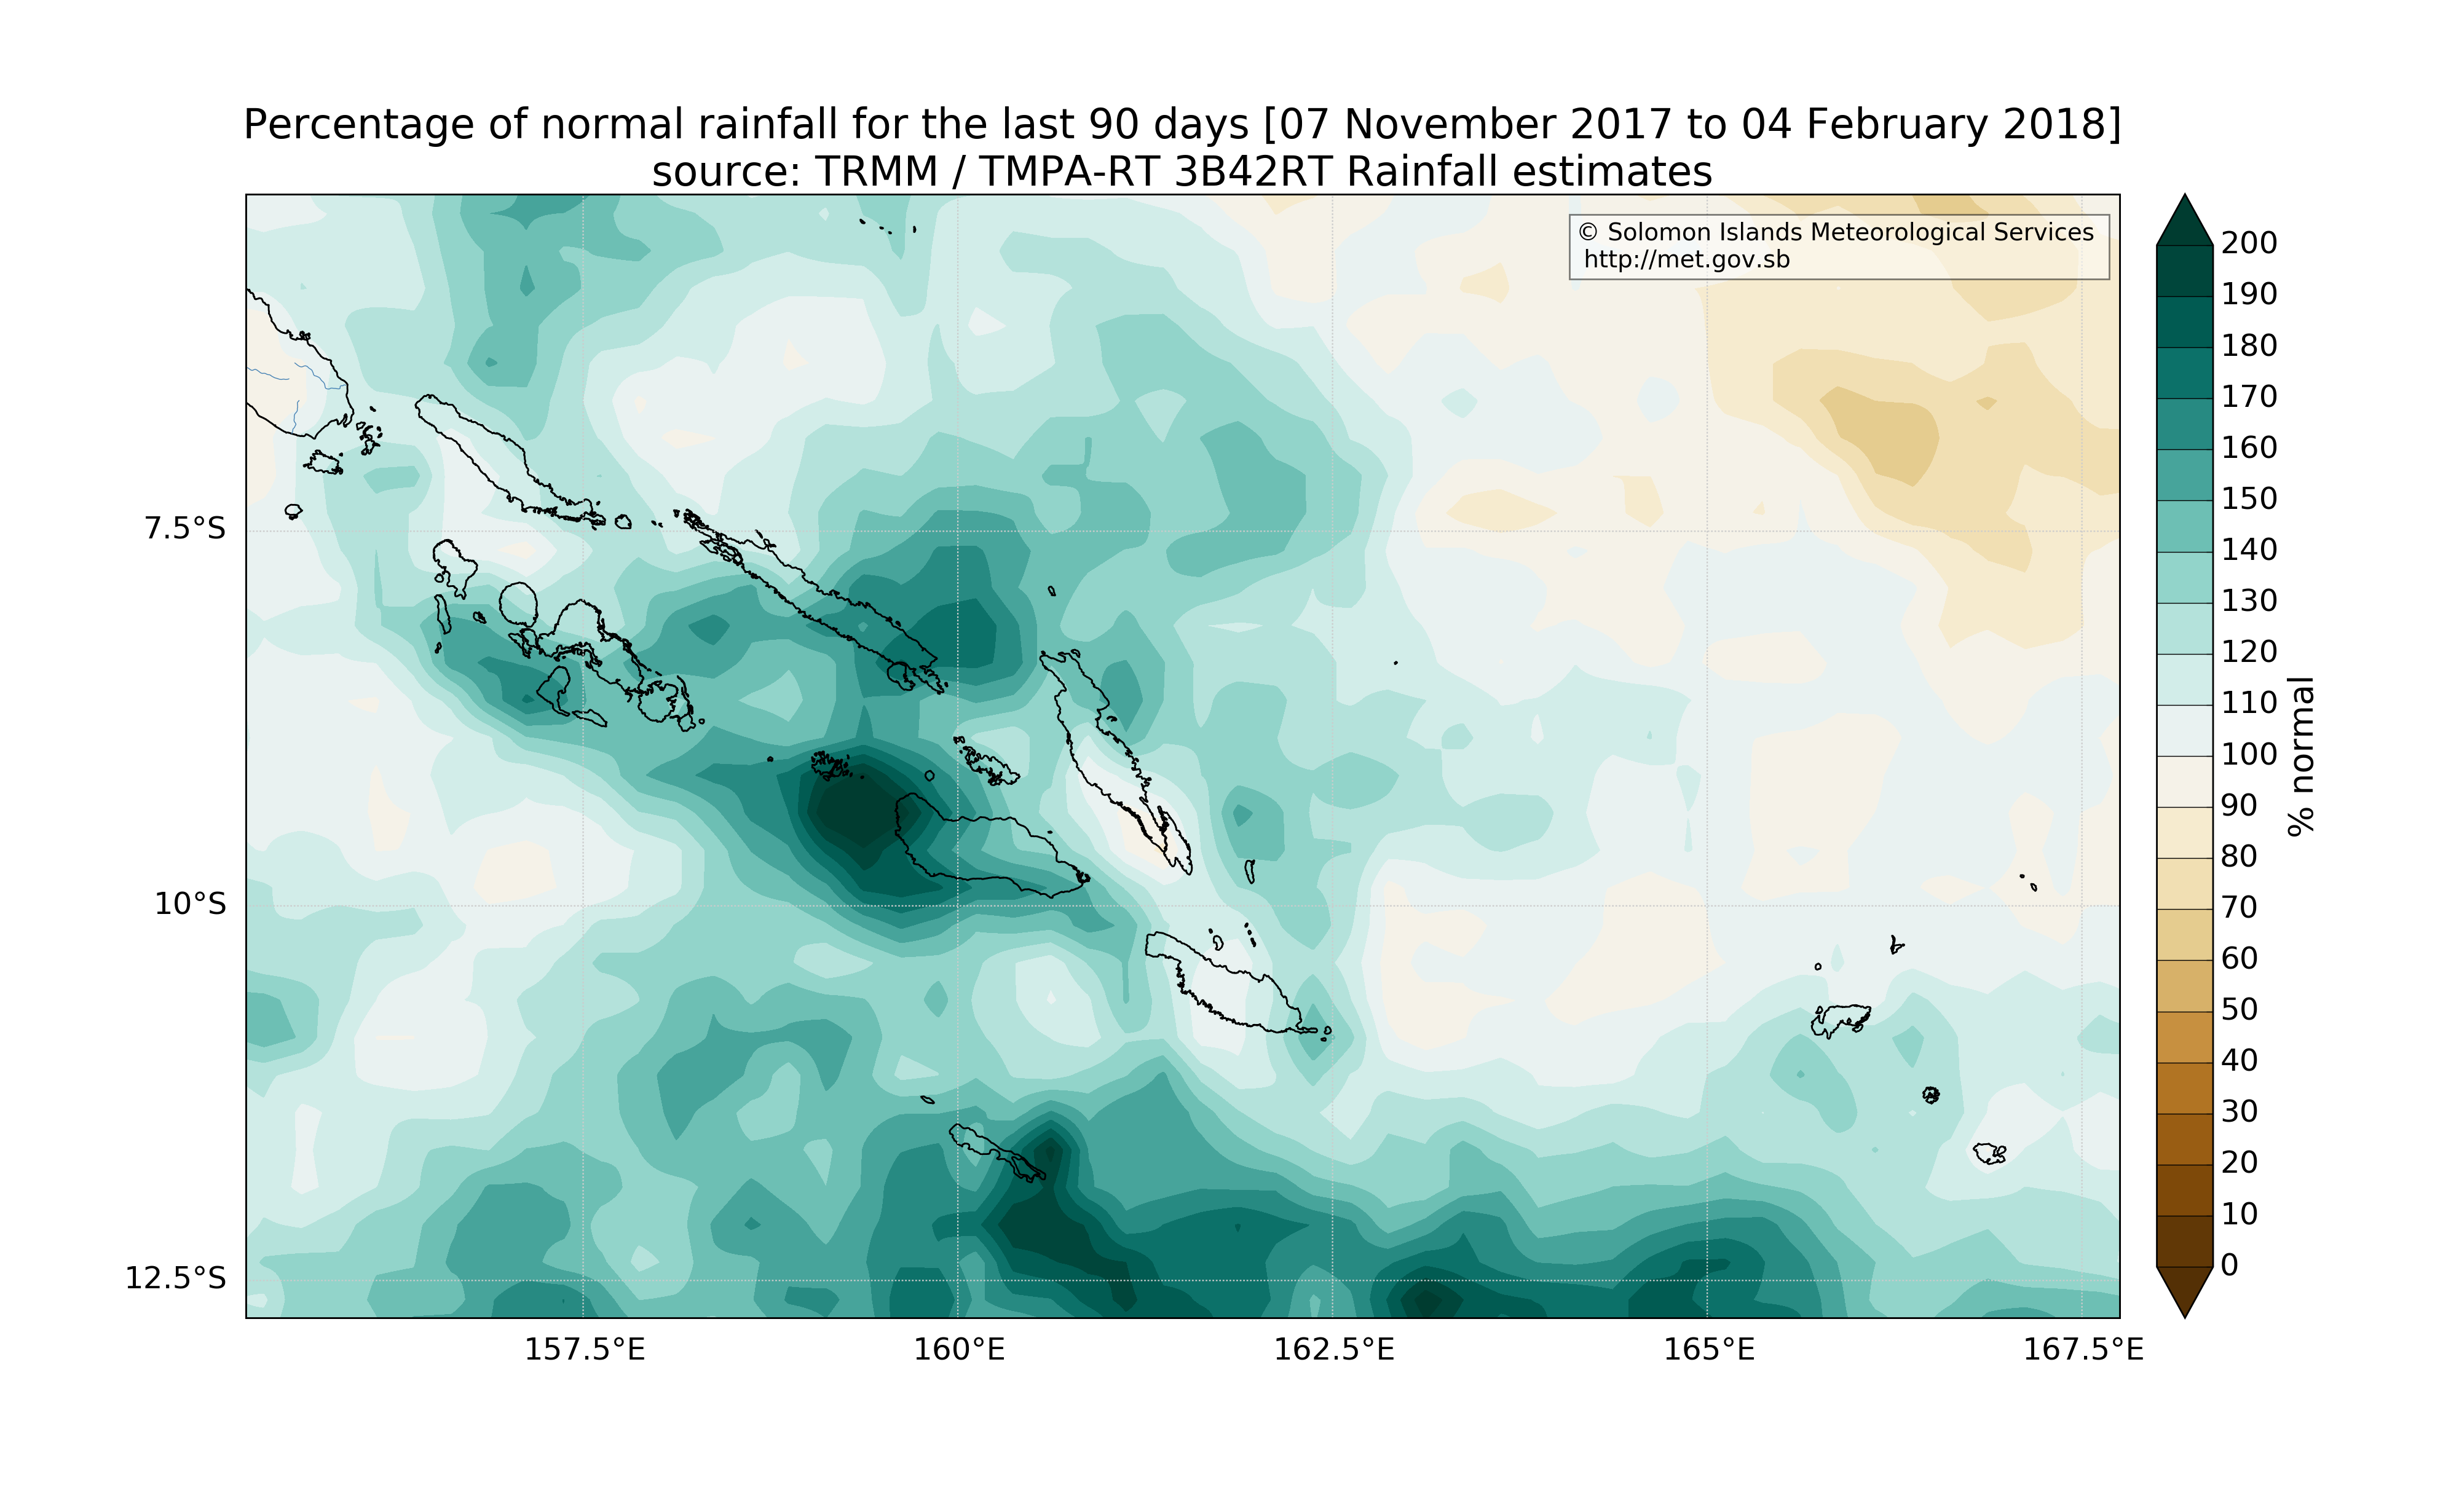 Percentage of normal rainfall for the last 90 days [07 November 2017 to 04 February 2018]
source: TRMM / TMPA-RT 3B42RT Rainfall estimates
© Solomon Islands Meteorological Services
http://met.gov.sb
7.5°S
10°S
12.5°S
157.5°E
160°E
162.5°E
165°E
167.5°E
200
190
180
170
160
150
140
130
120
110
100
90
80
70
60
50
40
30
20
10
0
% normal